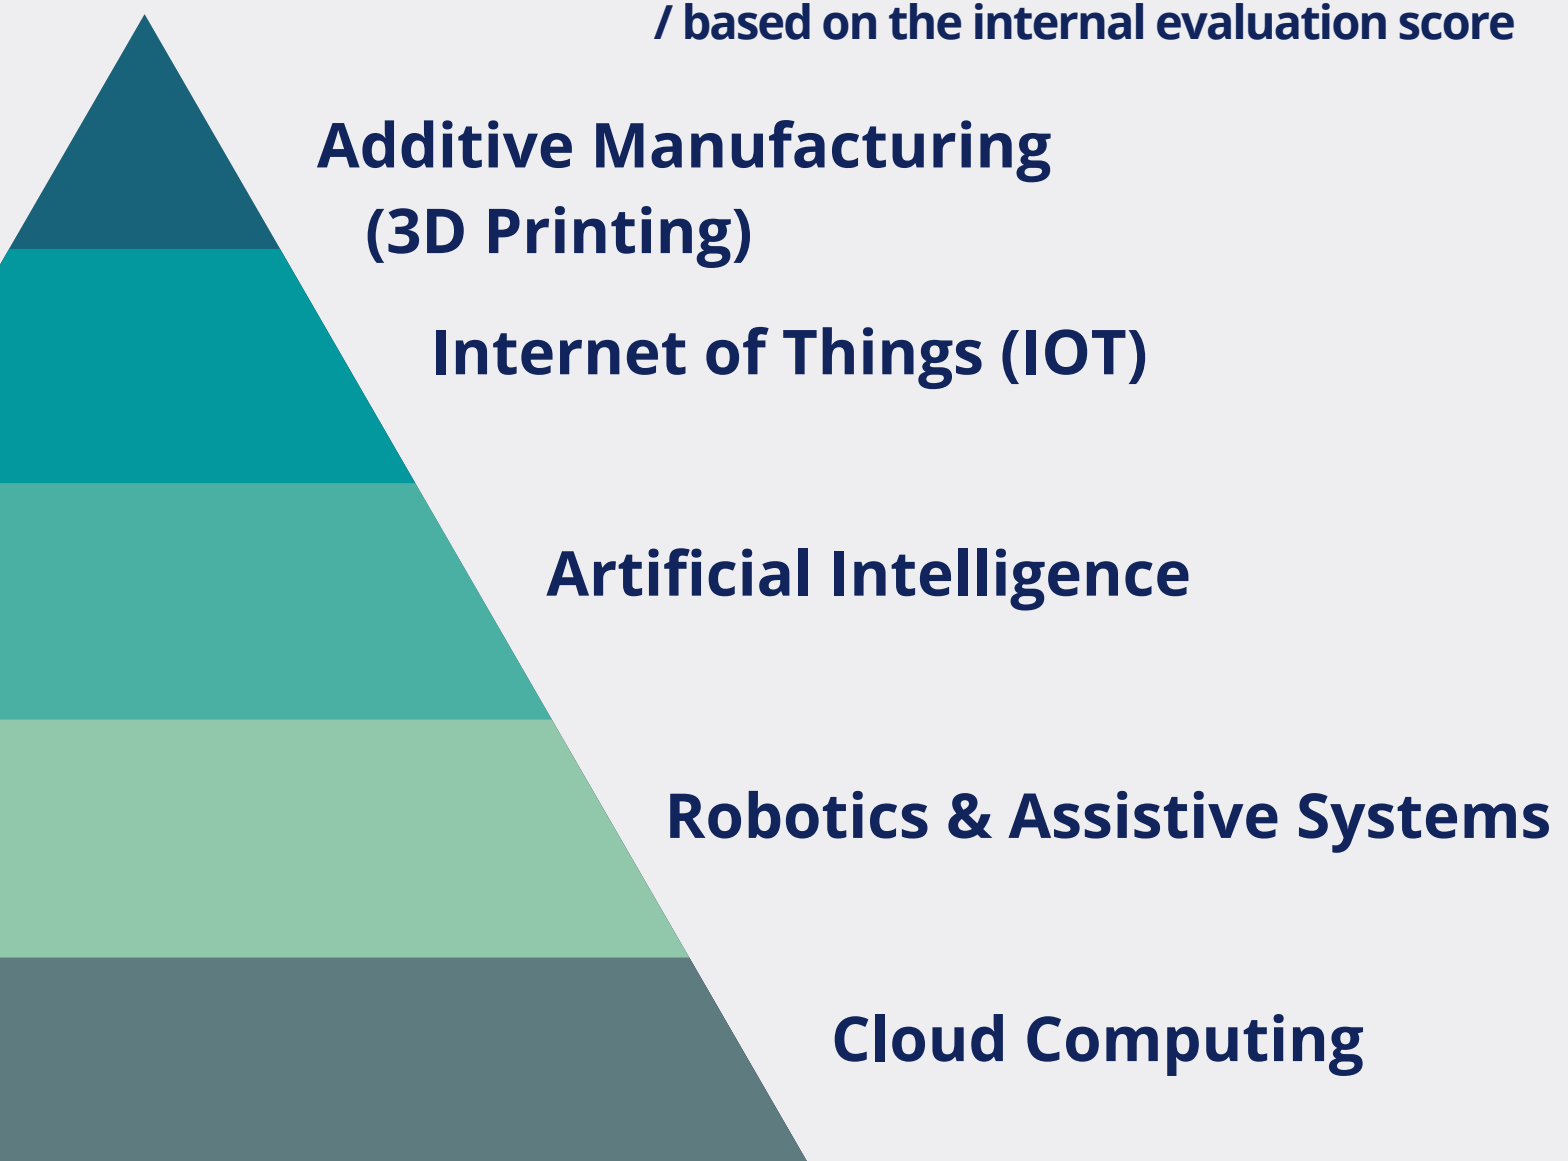 / based on the internal evaluation score
Additive Manufacturing
(3D Printing)
Internet of Things (IOT)
Artificial Intelligence
Robotics & Assistive Systems
Cloud Computing